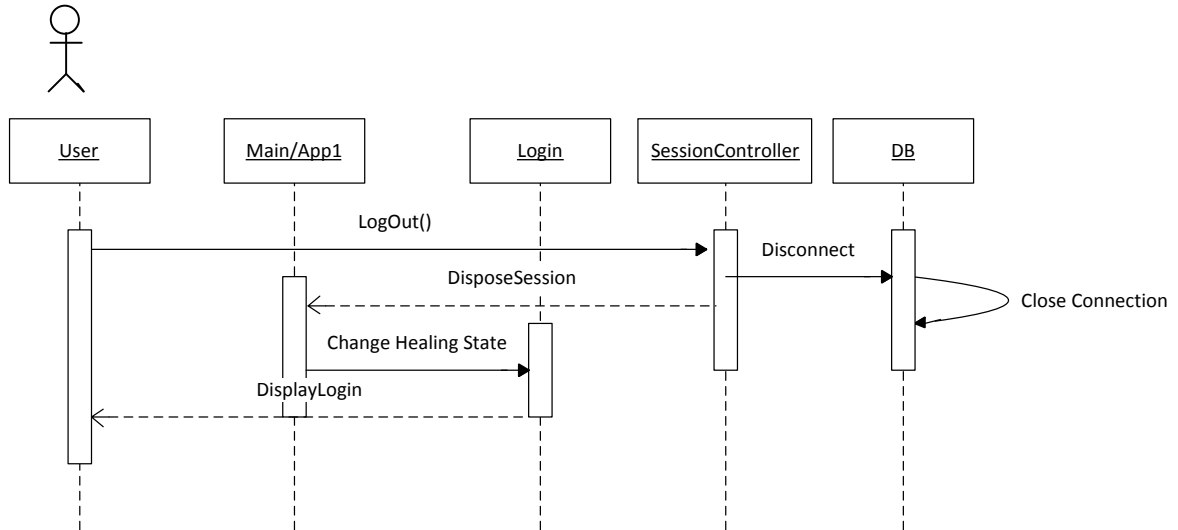 User
Main/App1
Login
SessionController
DB
LogOut()
Disconnect
DisposeSession
Close Connection
Change Healing State
DisplayLogin